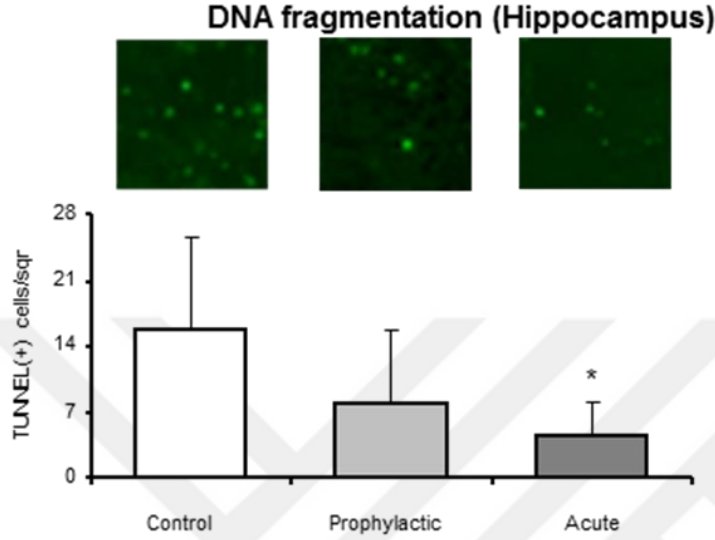 DNA fragmentation (Hippocampus)
28
21
14
7
0
TUNNEL(+) cells/sqr
*
Control Prophylactic Acute